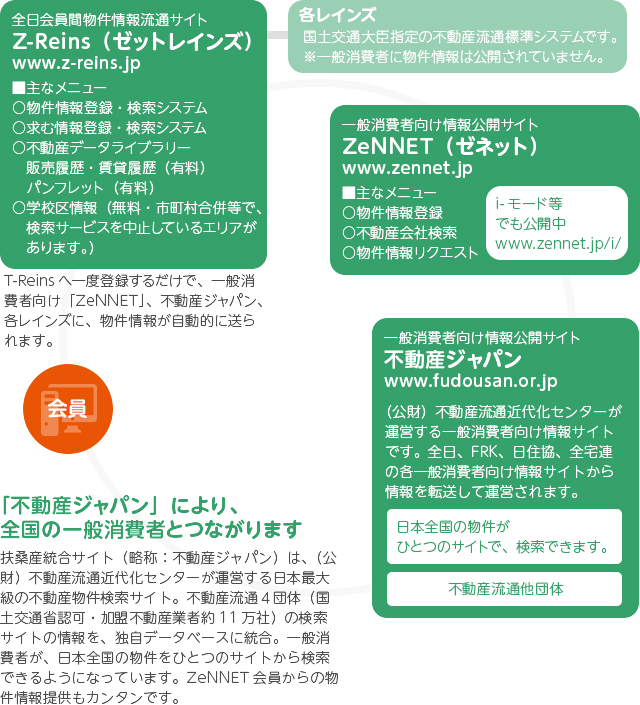 全日会員間物件情報流通サイト
Z-Reins（ゼットレインズ）
www.z-reins.jp
■主なメニュー
○物件情報登録・検索システム
○求む情報登録・検索システム
○不動産データライブラリー
販売履歴・賃貸履歴（有料）
パンフレット（有料）
○学校区情報（無料・市町村合併等で、
検索サービスを中止しているエリアが
あります。）
T-Reins へ一度登録するだけで、一般消
費者向け「ZeNNET」、不動産ジャパン、
各レインズに、物件情報が自動的に送ら
れます。
各レインズ
国土交通大臣指定の不動産流通標準システムです。
※一般消費者に物件情報は公開されていません。
一般消費者向け情報公開サイト
ZeNNET（ゼネット）
www.zennet.jp
■主なメニュー
○物件情報登録
○不動産会社検索
○物件情報リクエスト
i- モード等
でも公開中
www.zennet.jp/i/
一般消費者向け情報公開サイト
不動産ジャパン
www.fudousan.or.jp
（公財）不動産流通近代化センターが
運営する一般消費者向け情報サイト
です。全日、FRK、日住協、全宅連
の各一般消費者向け情報サイトから
情報を転送して運営されます。
日本全国の物件が
ひとつのサイトで、検索できます。
不動産流通他団体
会員
「不動産ジャパン」により、
全国の一般消費者とつながります
扶桑産統合サイト（略称：不動産ジャパン）は、（公
財）不動産流通近代化センターが運営する日本最大
級の不動産物件検索サイト。不動産流通４団体（国
土交通省認可・加盟不動産業者約 11 万社）の検索
サイトの情報を、独自データベースに統合。一般消
費者が、日本全国の物件をひとつのサイトから検索
できるようになっています。ZeNNET 会員からの物
件情報提供もカンタンです。